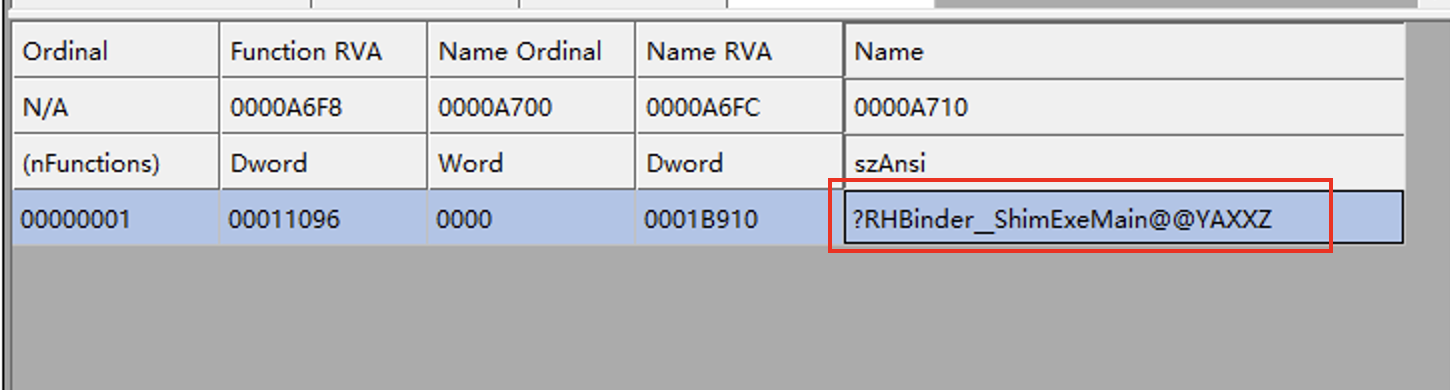 Ordinal Function RVA Name Ordinal Name RVA Name
N/A 0000A6F8 0000A700 0000A6FC 0000A710
(nFunctions) Dword Word Dword szAnsi
00000001 00011096 0000 0001B910 ?RHBinder__ShimExeMain@@YAXXZ